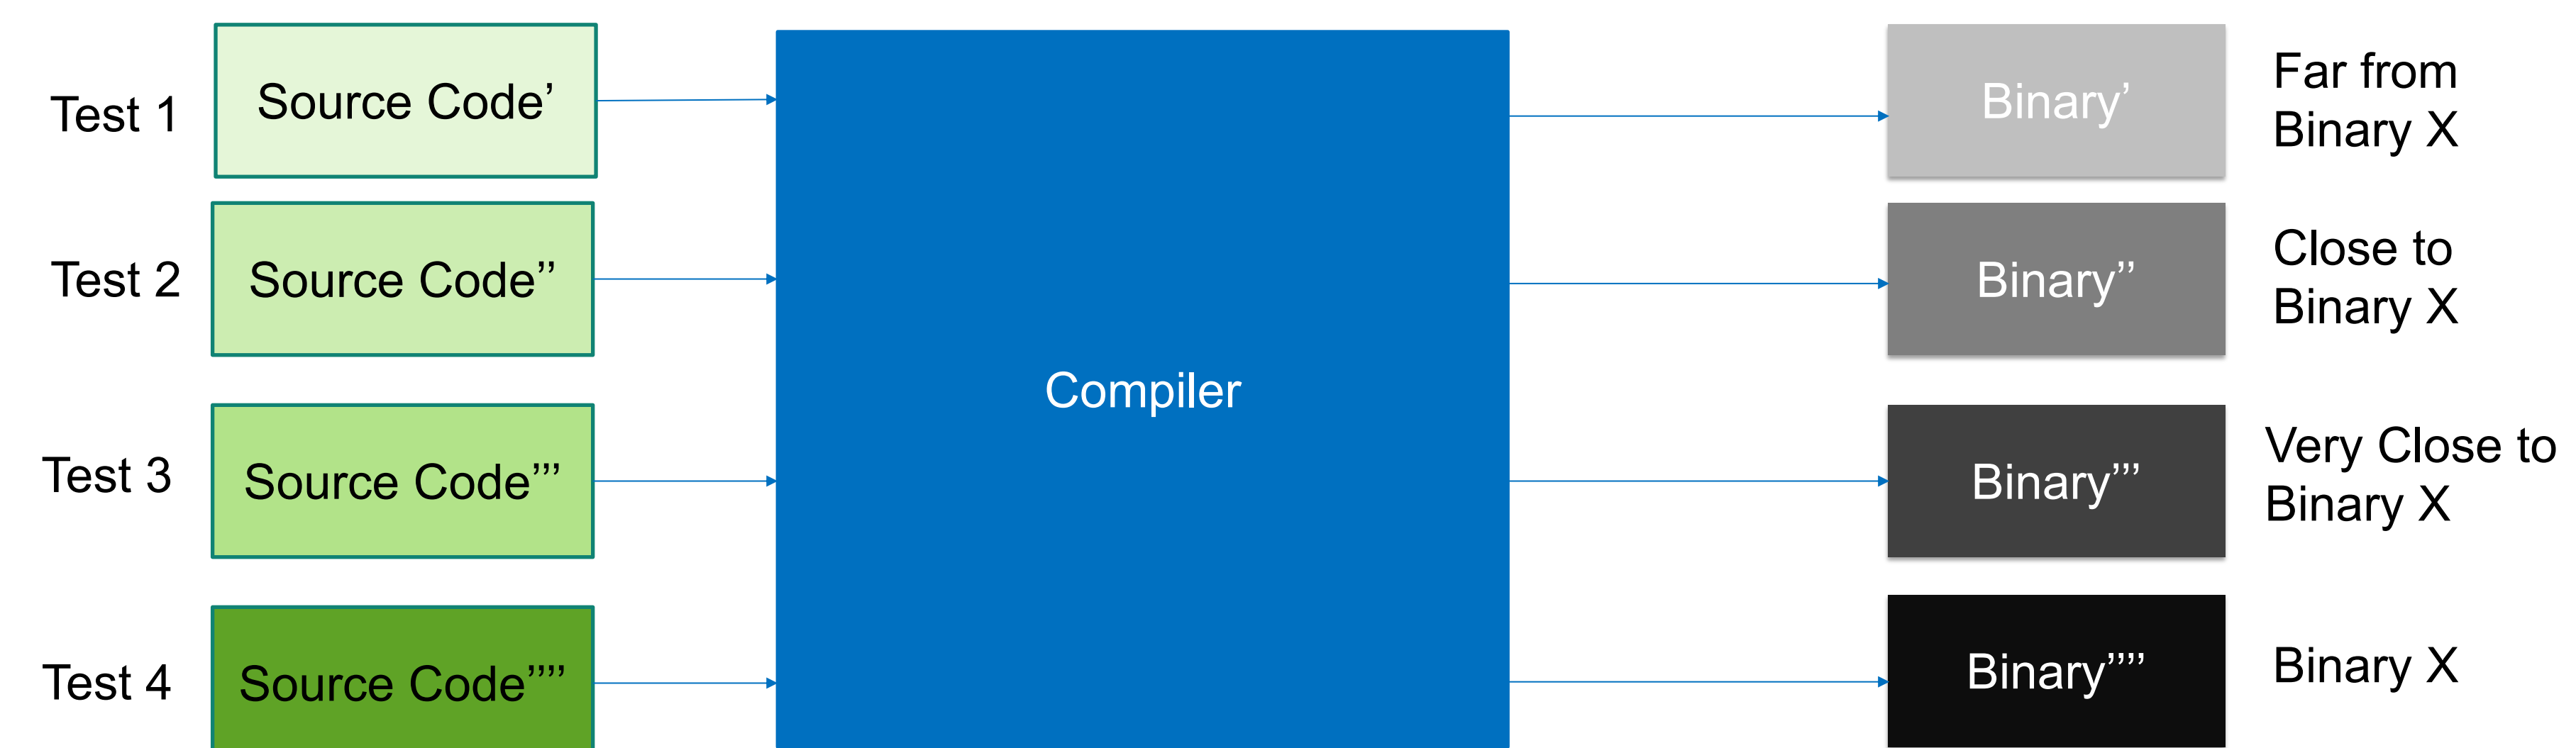 Test 1
Source Code’
Binary’
Far from
Binary X
Test 2
Source Code’’
Binary’’
Close to
Binary X
Compiler
Test 3
Source Code’’’
Binary’’’
Very Close to
Binary X
Test 4
Source Code’’’’
Binary’’’’
Binary X